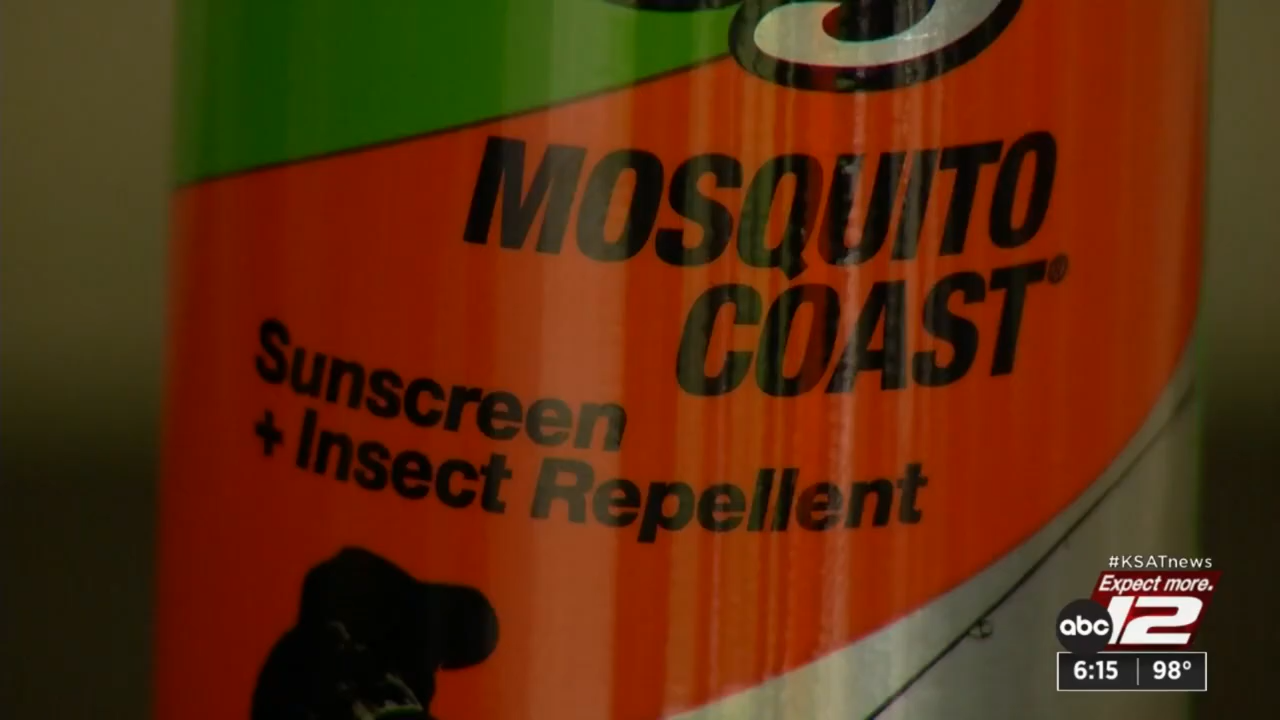 MOSQUITO
COAST®
Sunscreen
+ Insect Repellent
#KSATnews
Expect more.
abc 12
6:15 98°